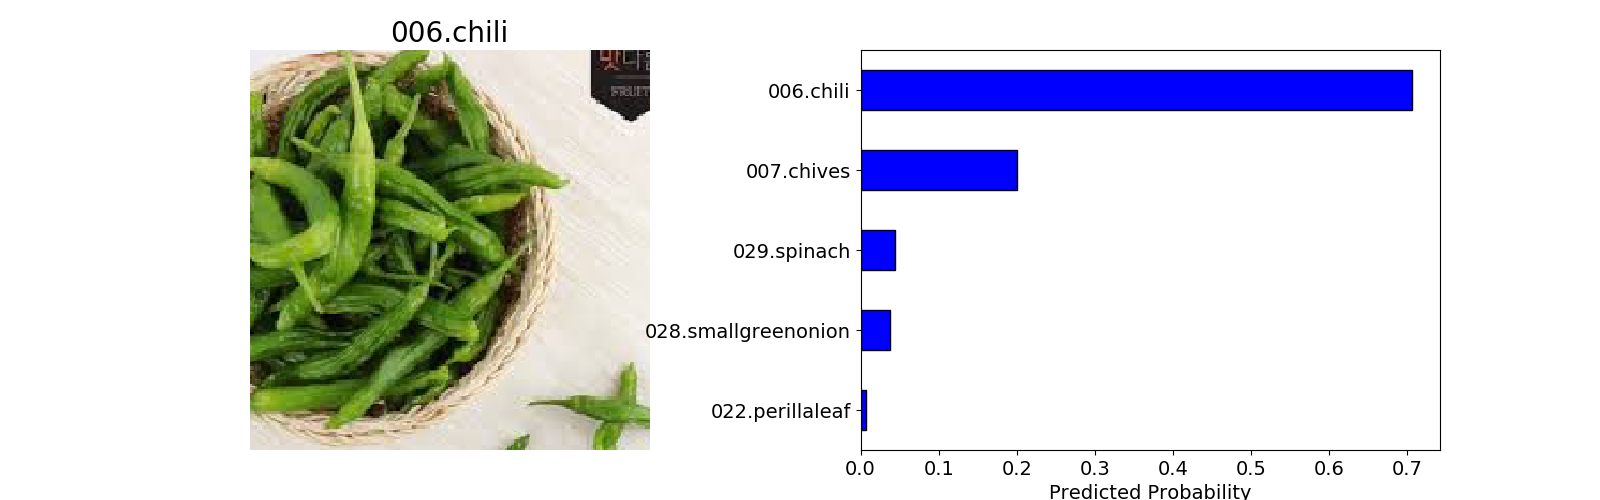 006.chili
006.chili
007.chives
029.spinach
028.smallgreenonion
022.perillaleaf
0.0 0.1 0.2 0.3 0.4 0.5 0.6 0.7
Predicted Probability